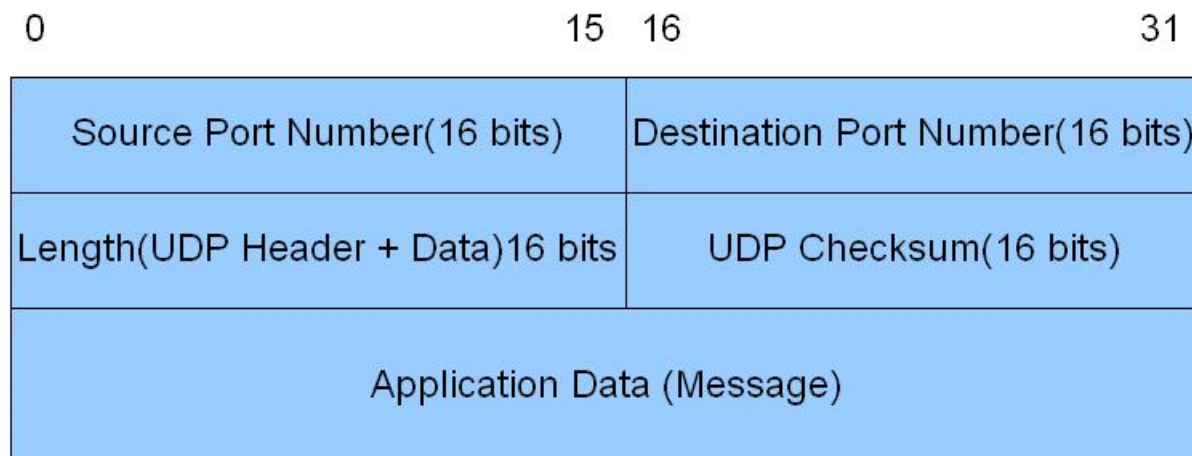 0 15 16 31
Source Port Number(16 bits) Destination Port Number(16 bits)
Length(UDP Header + Data)16 bits UDP Checksum(16 bits)
Application Data (Message)